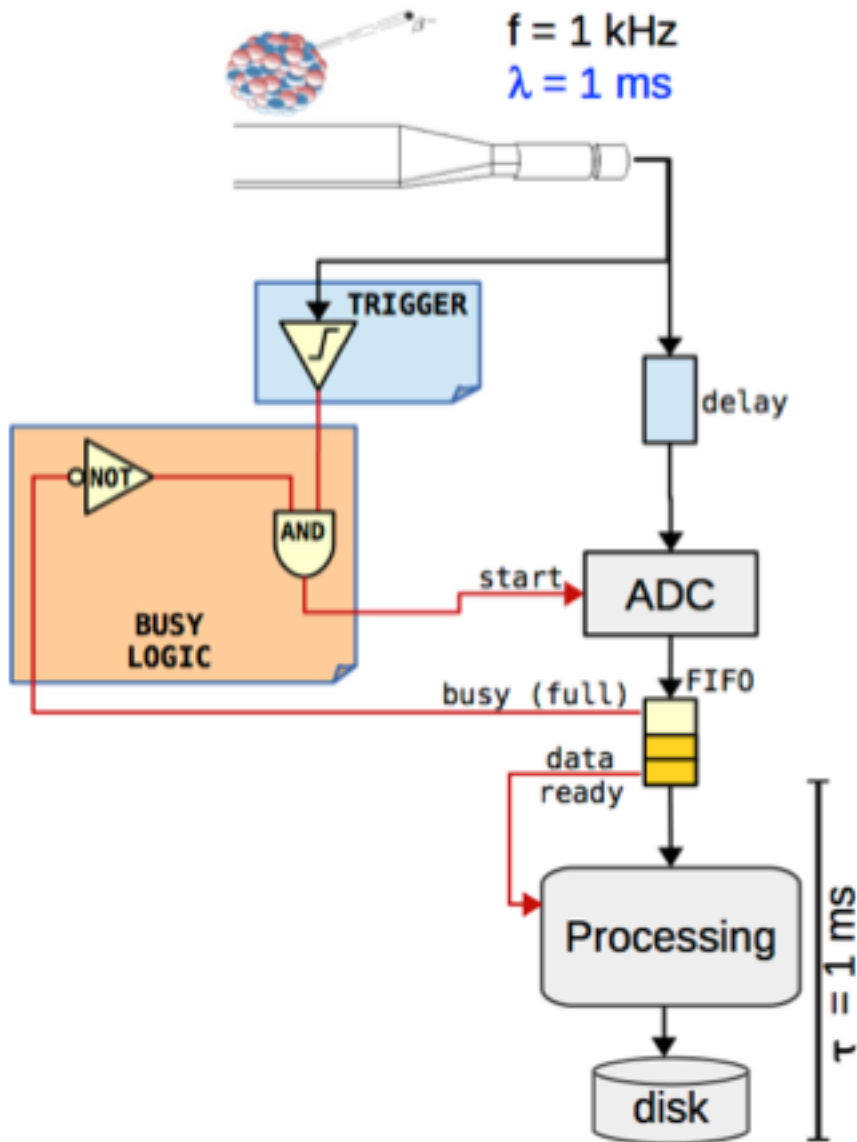 β⁻
f = 1 kHz
λ = 1 ms
TRIGGER
delay
NOT
AND
start
ADC
BUSY
LOGIC
FIFO
busy (full)
data
ready
Processing
τ = 1 ms
disk